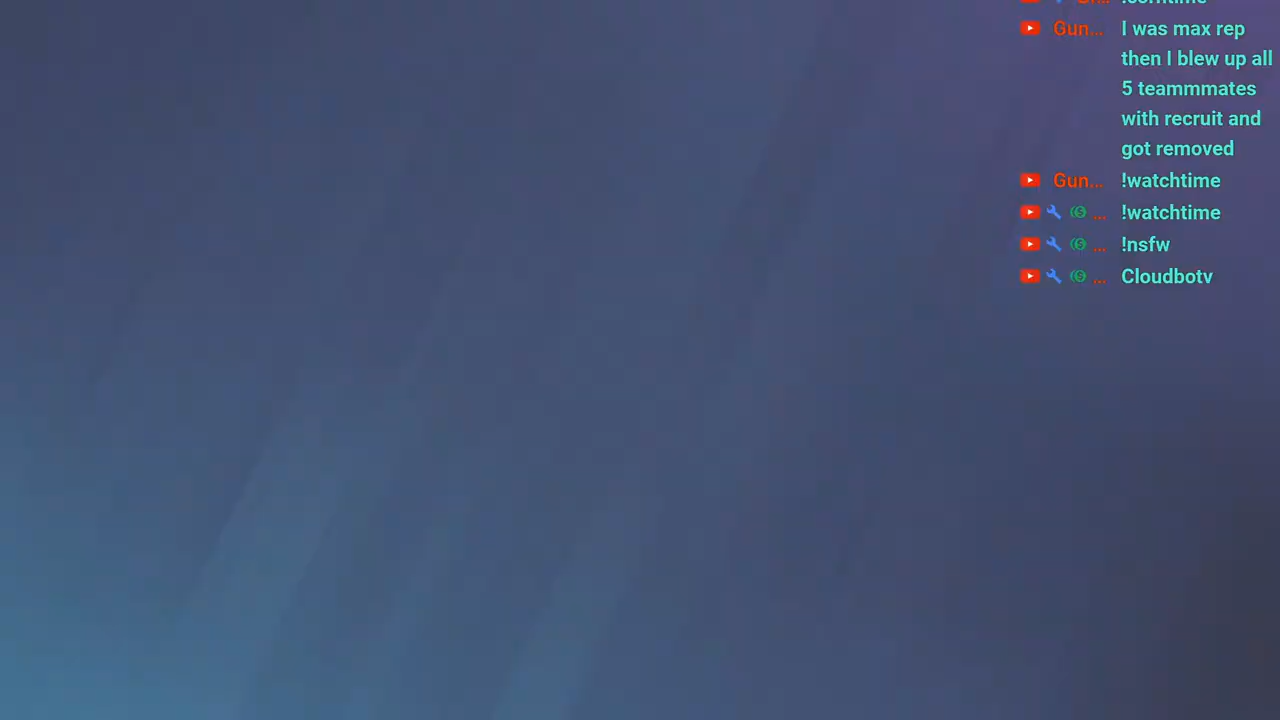 Gun... I was max rep
then I blew up all
5 teammmates
with recruit and
got removed
Gun... !watchtime
... !watchtime
... !nsfw
... Cloudbotv